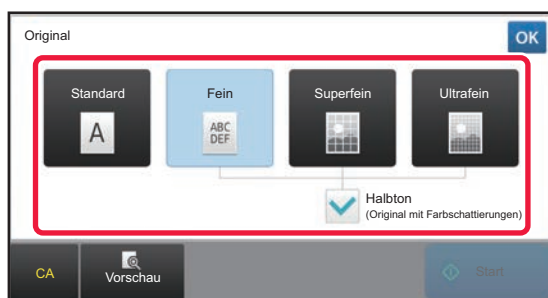 Original
OK
Standard
Fein
Superfein
Ultrafein
A
ABC
DEF
Halbton
(Original mit Farbschattierungen)
CA
Vorschau
Start